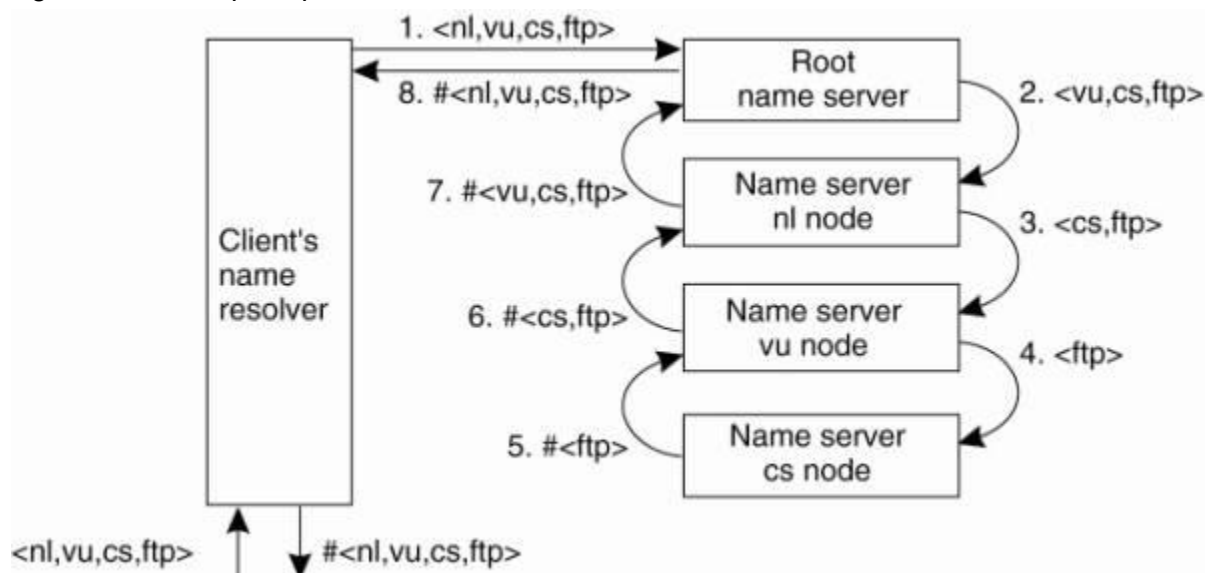 1. <nl,vu,cs,ftp>
8. #<nl,vu,cs,ftp>
Root
name server
2. <vu,cs,ftp>
7. #<vu,cs,ftp>
Name server
nl node
3. <cs,ftp>
Client's
name
resolver
6. #<cs,ftp>
Name server
vu node
4. <ftp>
5. #<ftp>
Name server
cs node
<nl,vu,cs,ftp>
#<nl,vu,cs,ftp>